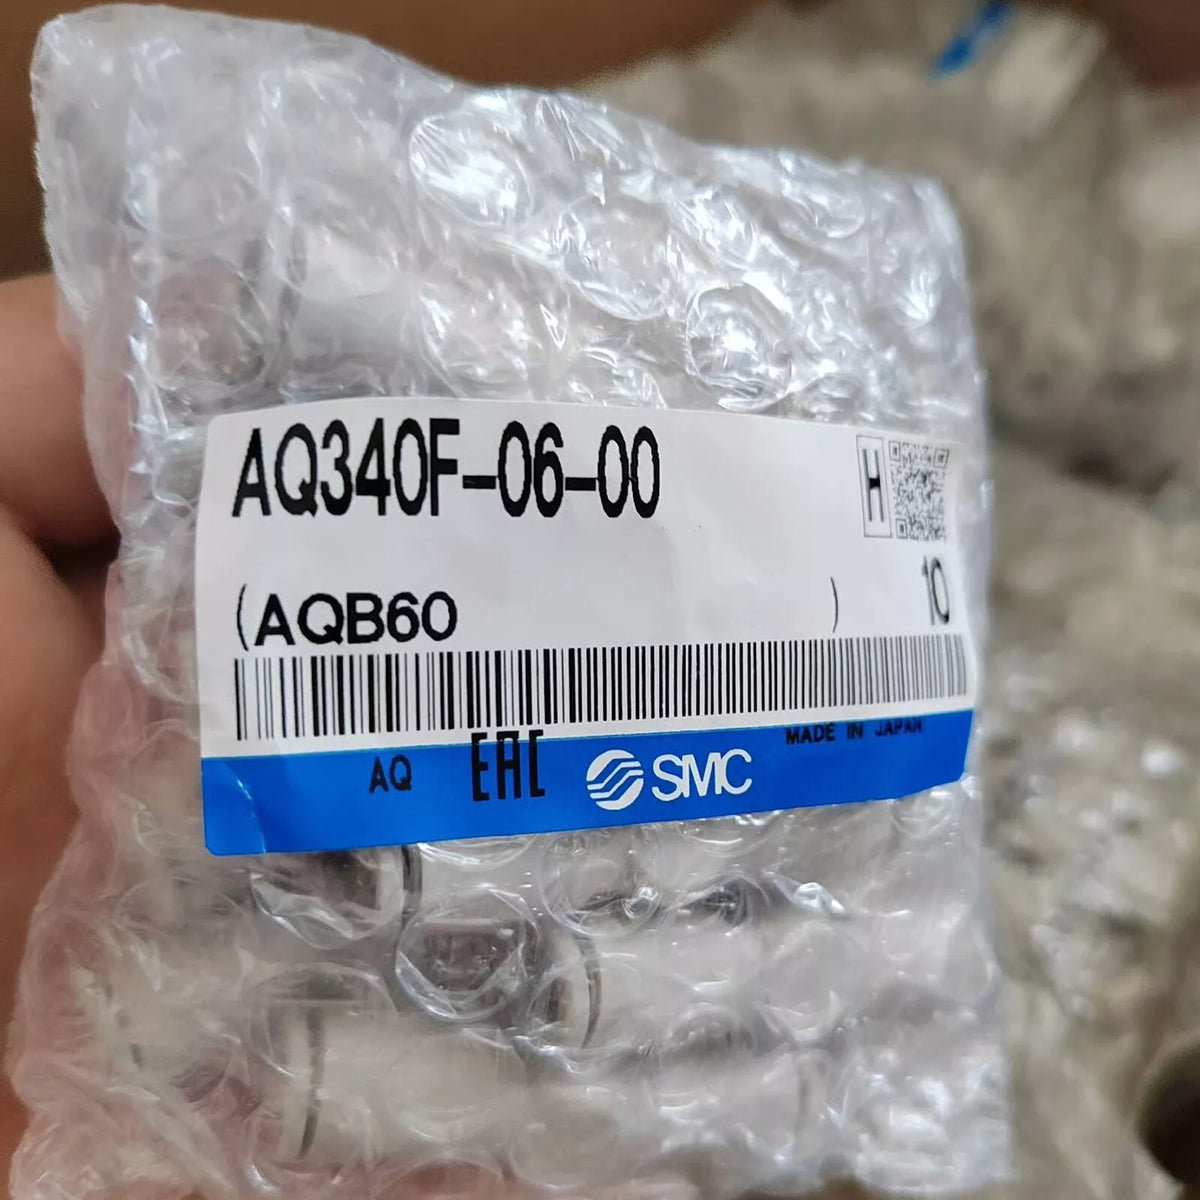 AQ340F-06-00
H
(AQB60 ) 10
AQ EAC SMC MADE IN JAPAN